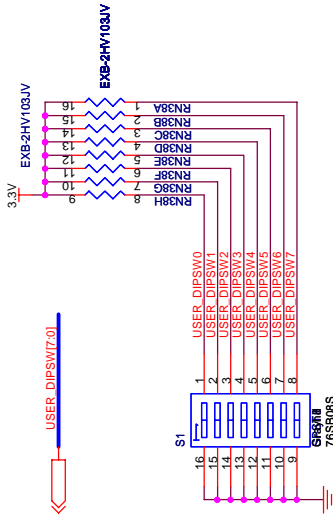 EXB-2HV103JV
EXB-2HV103JV
3.3V
16 1 RN38A
15 2 RN38B
14 3 RN38C
13 4 RN38D
12 5 RN38E
11 6 RN38F
10 7 RN38G
9 8 RN38H
USER_DIPSW[7:0]
USER_DIPSW0
USER_DIPSW1
USER_DIPSW2
USER_DIPSW3
USER_DIPSW4
USER_DIPSW5
USER_DIPSW6
USER_DIPSW7
S1
1 16
2 15
3 14
4 13
5 12
6 11
7 10
8 9
76SB08S